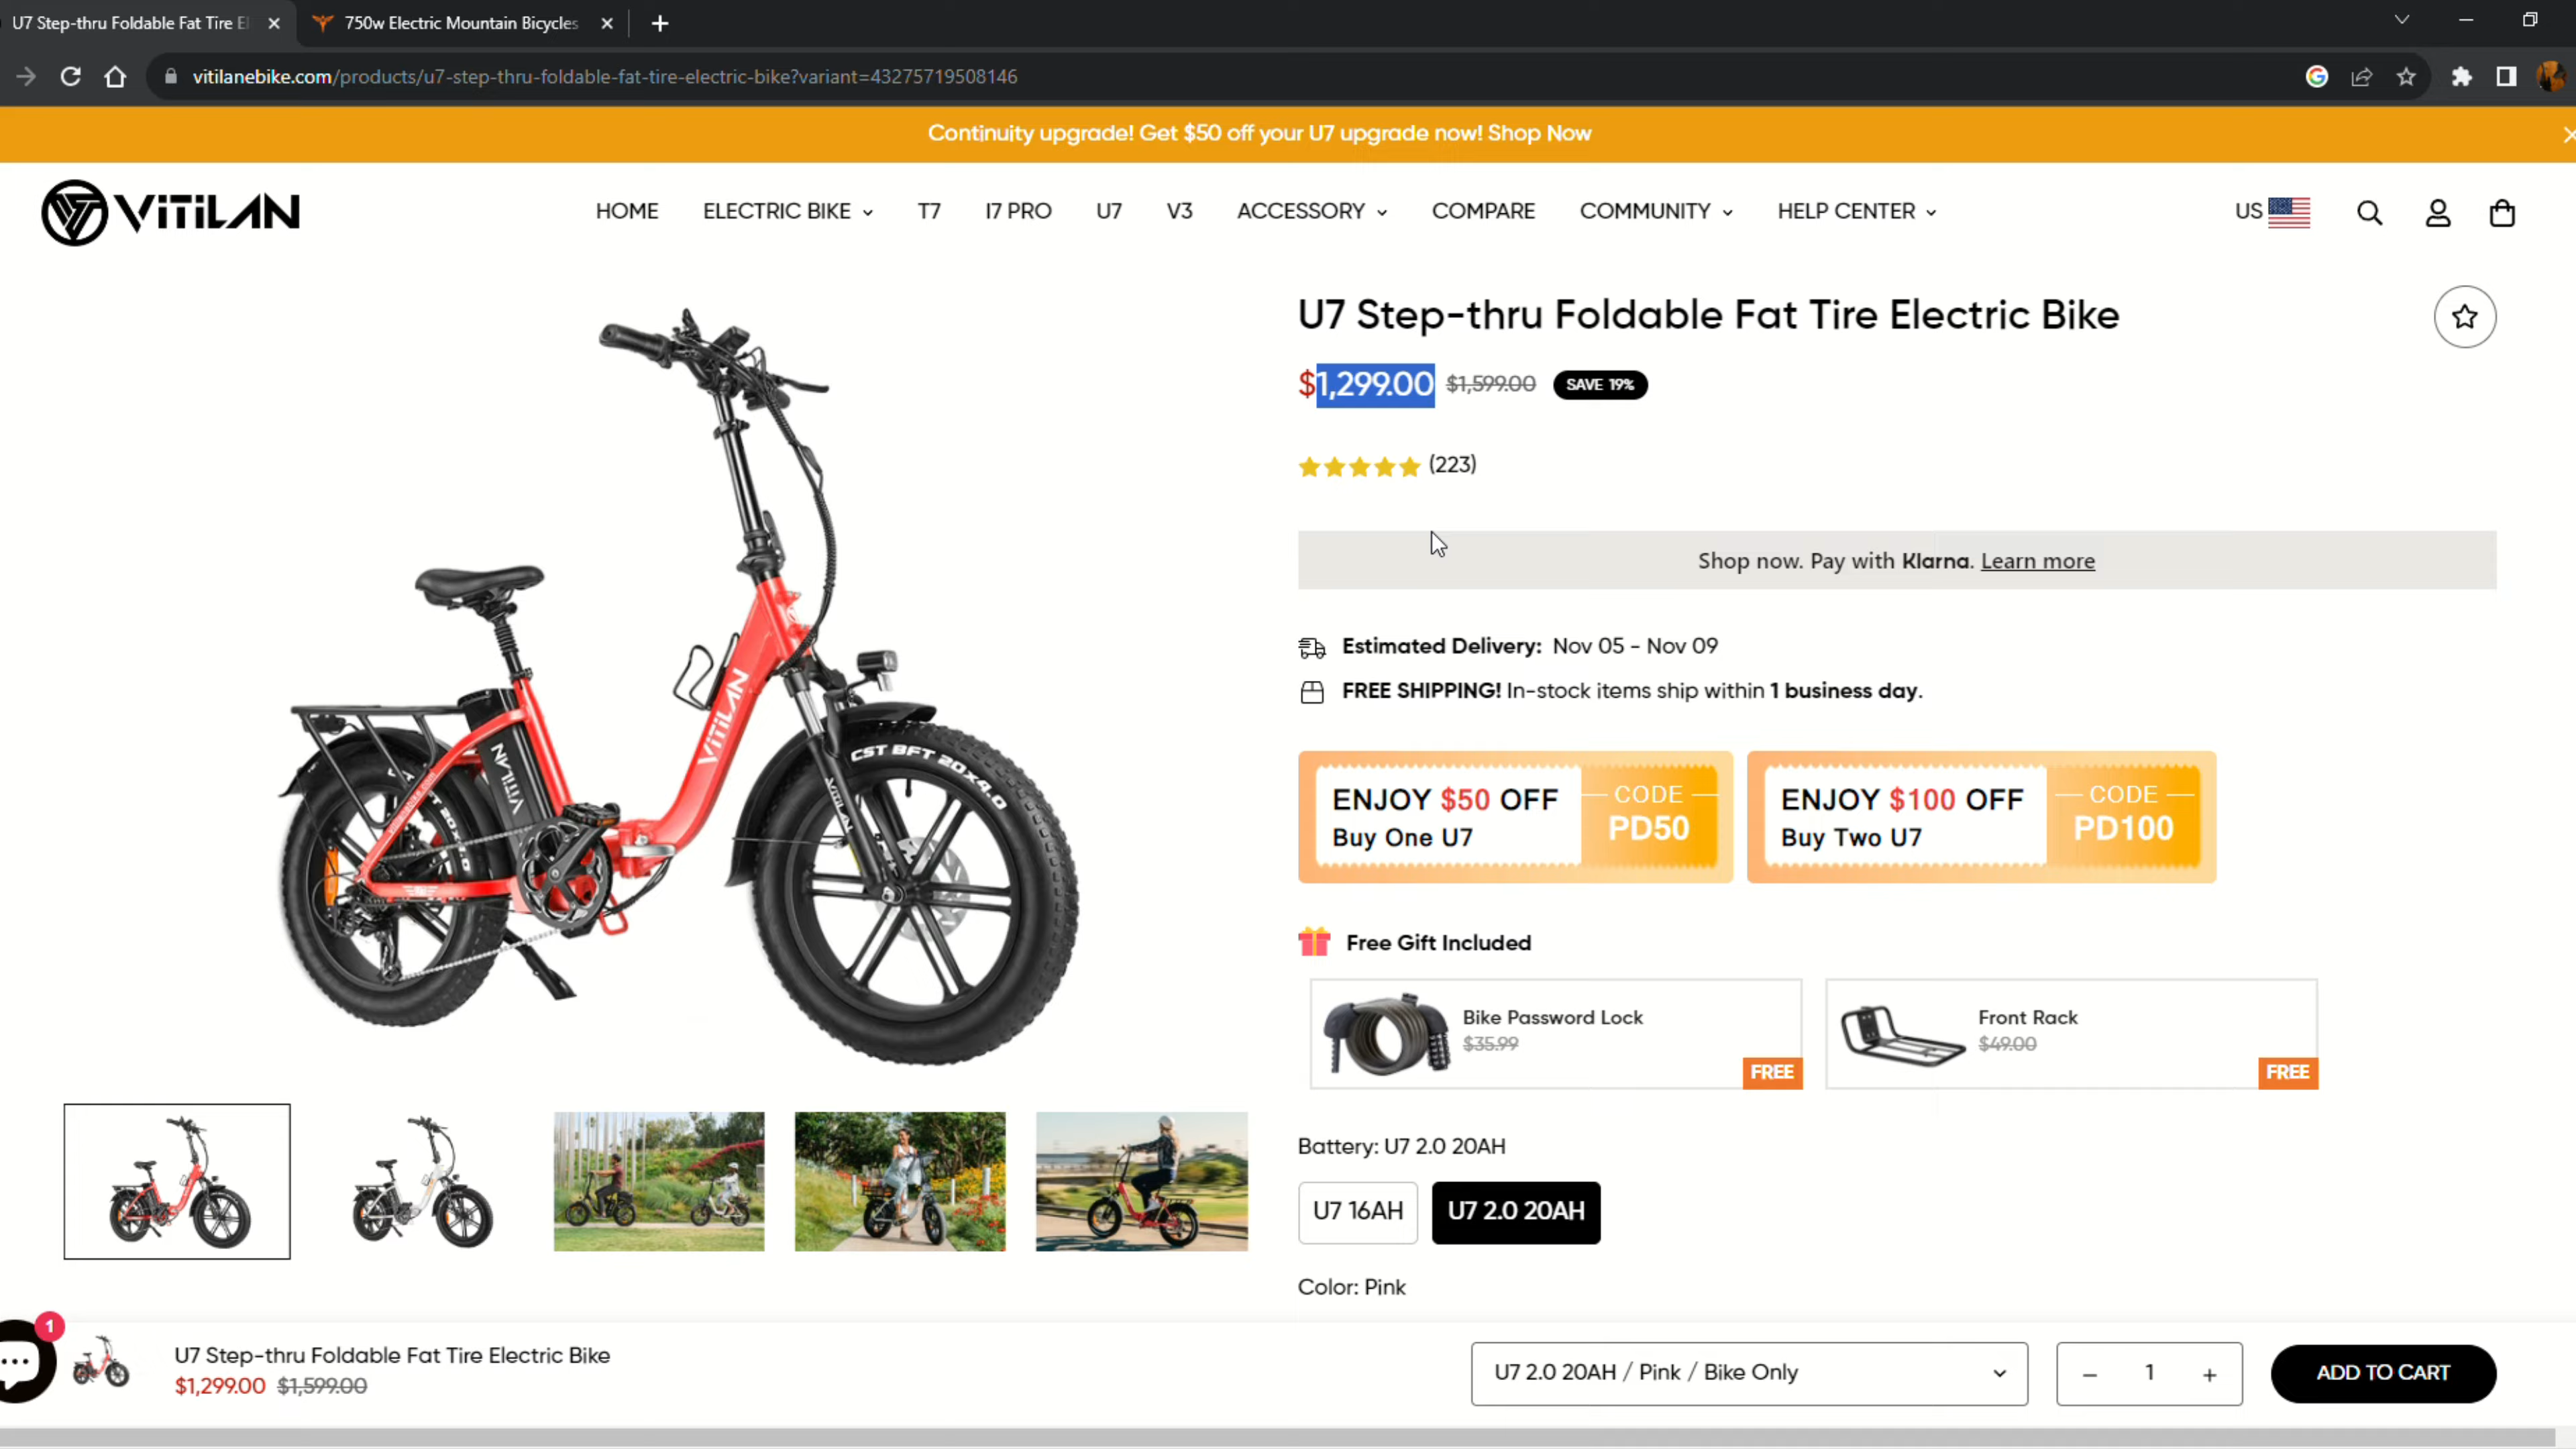 U7 Step-thru Foldable Fat Tire El
750w Electric Mountain Bicycles
vitilanebike.com/products/u7-step-thru-foldable-fat-tire-electric-bike?variant=43275719508146
Continuity upgrade! Get $50 off your U7 upgrade now! Shop Now
ViTiLAN
HOME
ELECTRIC BIKE
T7
I7 PRO
U7
V3
ACCESSORY
COMPARE
COMMUNITY
HELP CENTER
US
U7 Step-thru Foldable Fat Tire Electric Bike
$1,299.00 $1,599.00 SAVE 19%
(223)
Shop now. Pay with Klarna. Learn more
Estimated Delivery: Nov 05 - Nov 09
FREE SHIPPING! In-stock items ship within 1 business day.
ENJOY $50 OFF
Buy One U7
CODE
PD50
ENJOY $100 OFF
Buy Two U7
CODE
PD100
Free Gift Included
Bike Password Lock
$35.99
FREE
Front Rack
$49.00
FREE
Battery: U7 2.0 20AH
U7 16AH
U7 2.0 20AH
Color: Pink
ViTiLAN
ViTiLAN
ViTiLAN
CST BFT 20X4.0
1
U7 Step-thru Foldable Fat Tire Electric Bike
$1,299.00 $1,599.00
U7 2.0 20AH / Pink / Bike Only
− 1 +
ADD TO CART